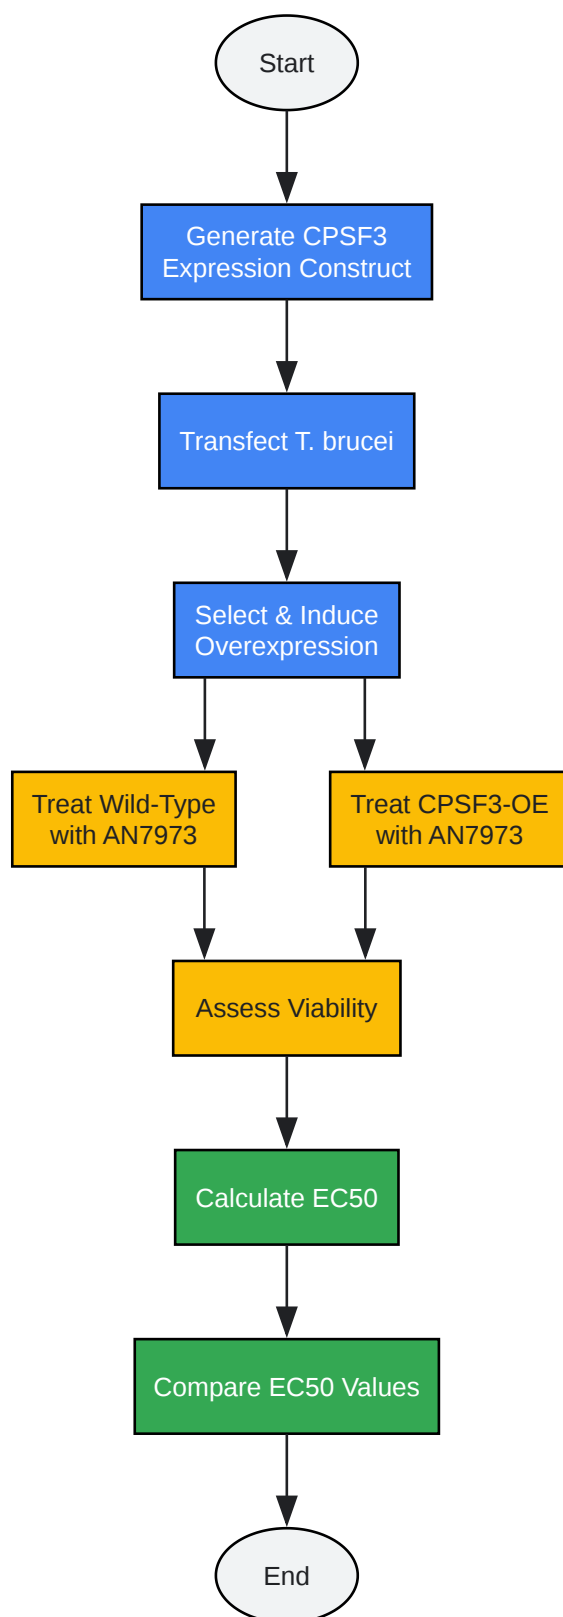 Start
Generate CPSF3
Expression Construct
Transfect T. brucei
Select & Induce
Overexpression
Treat Wild-Type
with AN7973
Treat CPSF3-OE
with AN7973
Assess Viability
Calculate EC50
Compare EC50 Values
End